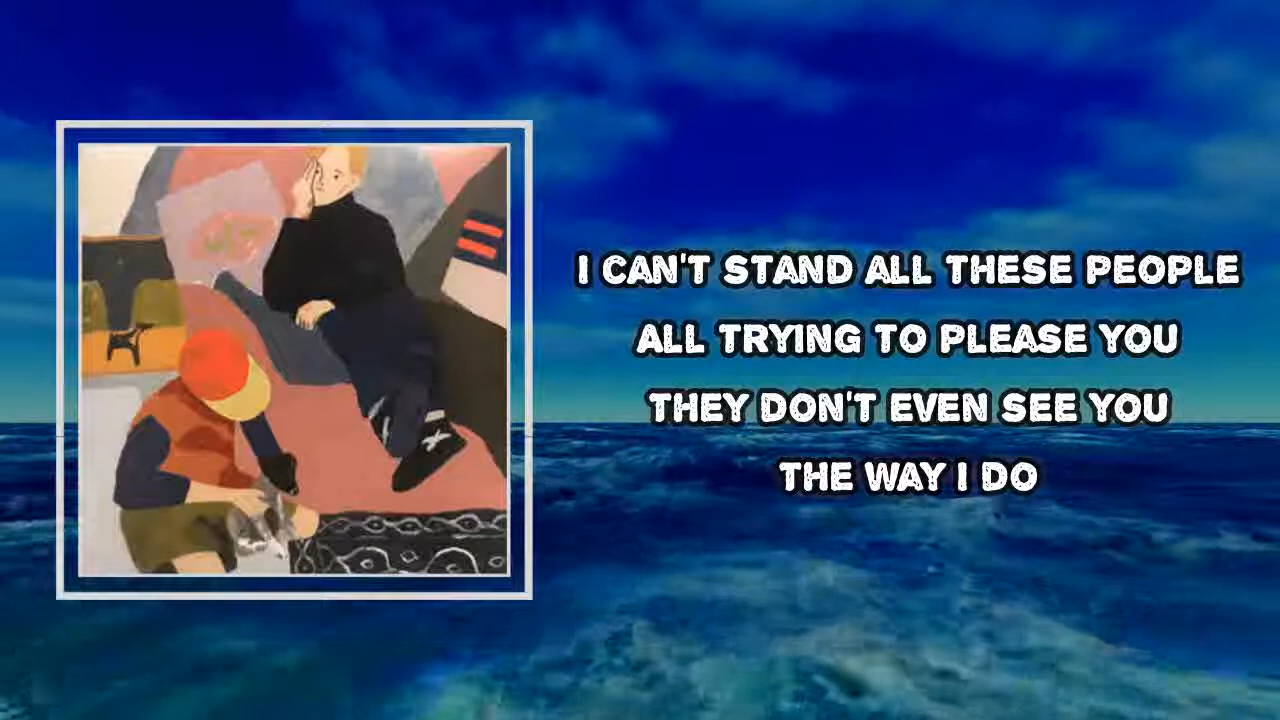 I CAN'T STAND ALL THESE PEOPLE
ALL TRYING TO PLEASE YOU
THEY DON'T EVEN SEE YOU
THE WAY I DO